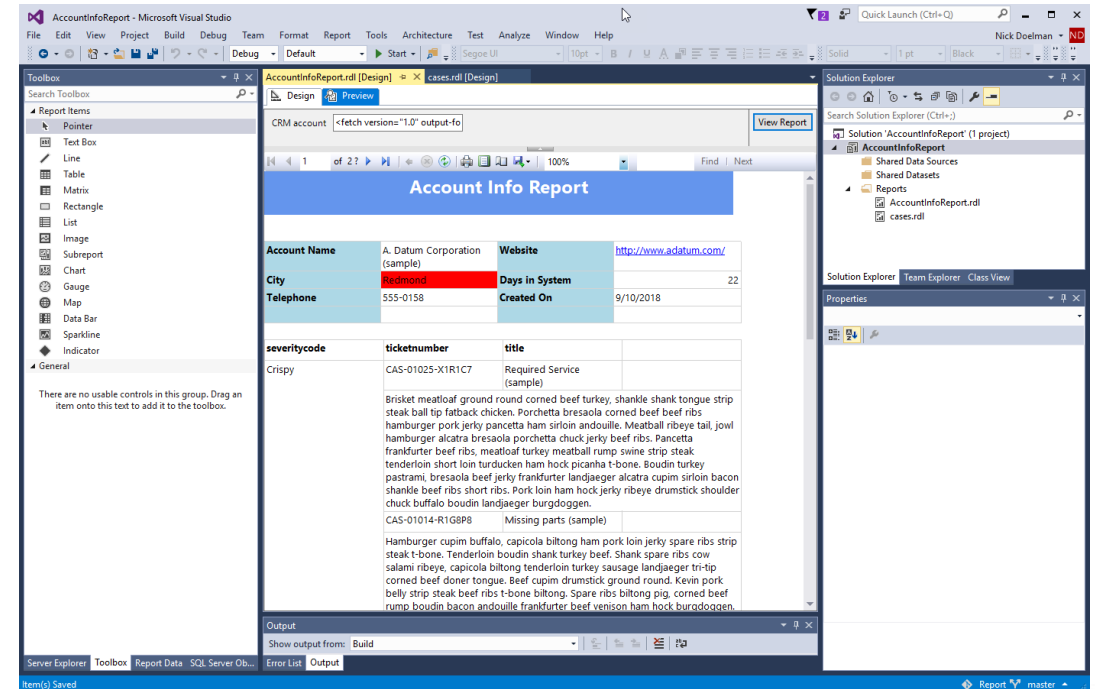 AccountInfoReport - Microsoft Visual Studio
2
Quick Launch (Ctrl+Q)
File Edit View Project Build Debug Team Format Report Tools Architecture Test Analyze Window Help
Nick Doelman ND
Debug Default Start Segoe UI 10pt B I U A Solid 1 pt Black
Toolbox
Search Toolbox
Report Items
Pointer
Text Box
Line
Table
Matrix
Rectangle
List
Image
Subreport
Chart
Gauge
Map
Data Bar
Sparkline
Indicator
General
There are no usable controls in this group. Drag an
item onto this text to add it to the toolbox.
Server Explorer Toolbox Report Data SQL Server Ob...
AccountInfoReport.rdl [Design] cases.rdl [Design]
Design Preview
CRM account <fetch version="1.0" output-fo View Report
1 of 2 ? 100% Find Next
Account Info Report
Account Name A. Datum Corporation Website http://www.adatum.com/
(sample)
City Redmond Days in System 22
Telephone 555-0158 Created On 9/10/2018
severitycode ticketnumber title
Crispy CAS-01025-X1R1C7 Required Service
(sample)
Brisket meatloaf ground round corned beef turkey, shankle shank tongue strip
steak ball tip fatback chicken. Porchetta bresaola corned beef beef ribs
hamburger pork jerky pancetta ham sirloin andouille. Meatball ribeye tail, jowl
hamburger alcatra bresaola porchetta chuck jerky beef ribs. Pancetta
frankfurter beef ribs, meatloaf turkey meatball rump swine strip steak
tenderloin short loin turducken ham hock picanha t-bone. Boudin turkey
pastrami, bresaola beef jerky frankfurter landjaeger alcatra cupim sirloin bacon
shankle beef ribs short ribs. Pork loin ham hock jerky ribeye drumstick shoulder
chuck buffalo boudin landjaeger burgdoggen.
CAS-01014-R1G8P8 Missing parts (sample)
Hamburger cupim buffalo, capicola biltong ham pork loin jerky spare ribs strip
steak t-bone. Tenderloin boudin shank turkey beef. Shank spare ribs cow
salami ribeye, capicola biltong tenderloin turkey sausage landjaeger tri-tip
corned beef doner tongue. Beef cupim drumstick ground round. Kevin pork
belly strip steak beef ribs t-bone biltong. Spare ribs biltong pig, corned beef
rump boudin bacon andouille frankfurter beef venison ham hock burgdoggen.
Output
Show output from: Build
Error List Output
Solution Explorer
Search Solution Explorer (Ctrl+;)
Solution 'AccountInfoReport' (1 project)
AccountInfoReport
Shared Data Sources
Shared Datasets
Reports
AccountInfoReport.rdl
cases.rdl
Solution Explorer Team Explorer Class View
Properties
Item(s) Saved
Report master